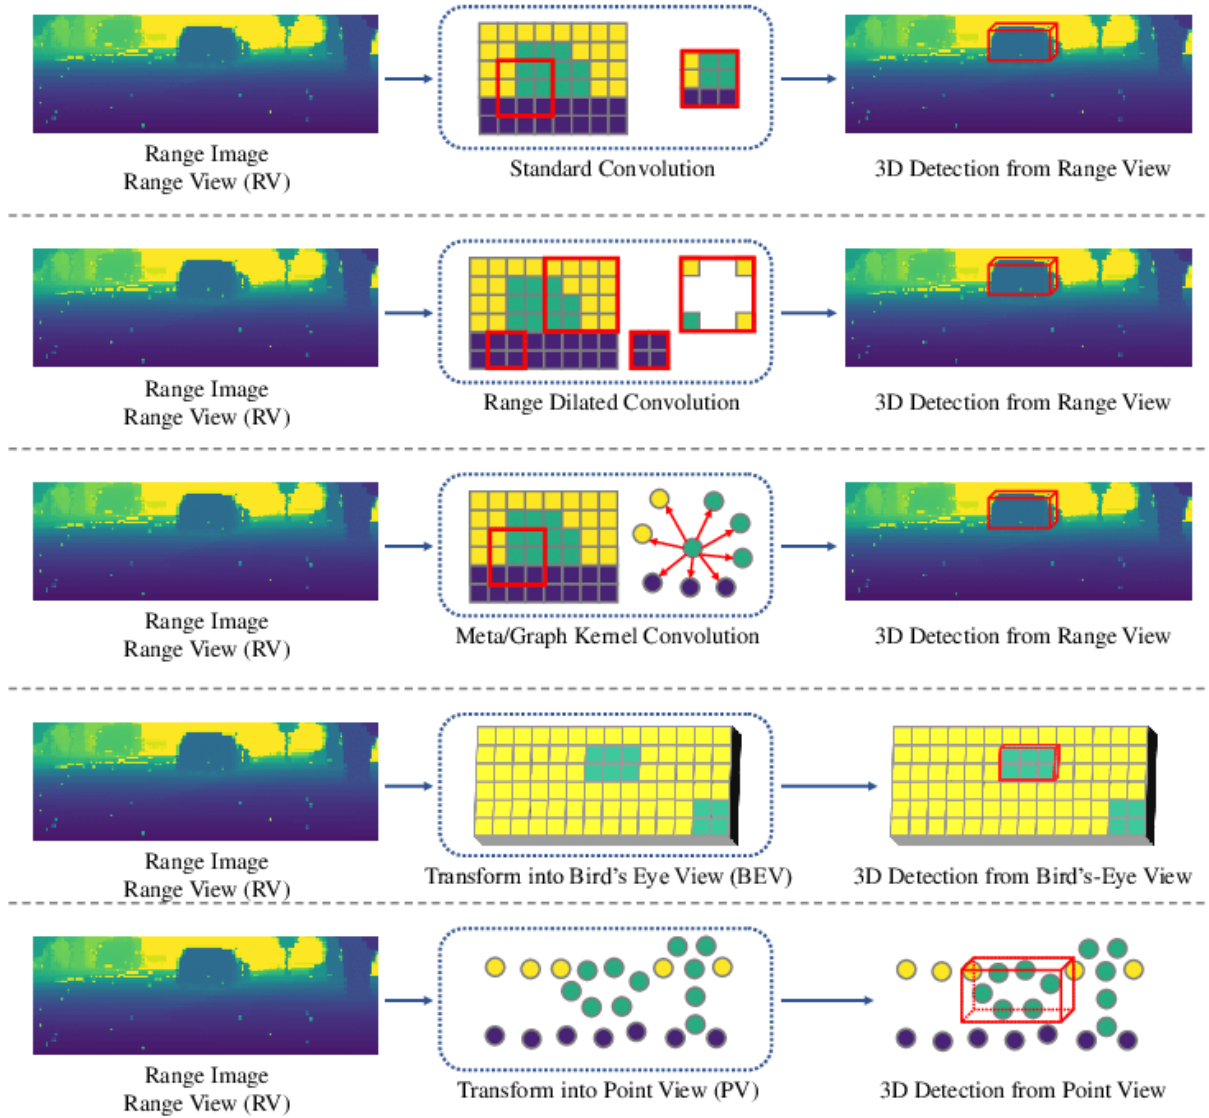 Range Image
Range View (RV)
Standard Convolution
3D Detection from Range View
Range Image
Range View (RV)
Range Dilated Convolution
3D Detection from Range View
Range Image
Range View (RV)
Meta/Graph Kernel Convolution
3D Detection from Range View
Range Image
Range View (RV)
Transform into Bird's Eye View (BEV)
3D Detection from Bird's-Eye View
Range Image
Range View (RV)
Transform into Point View (PV)
3D Detection from Point View